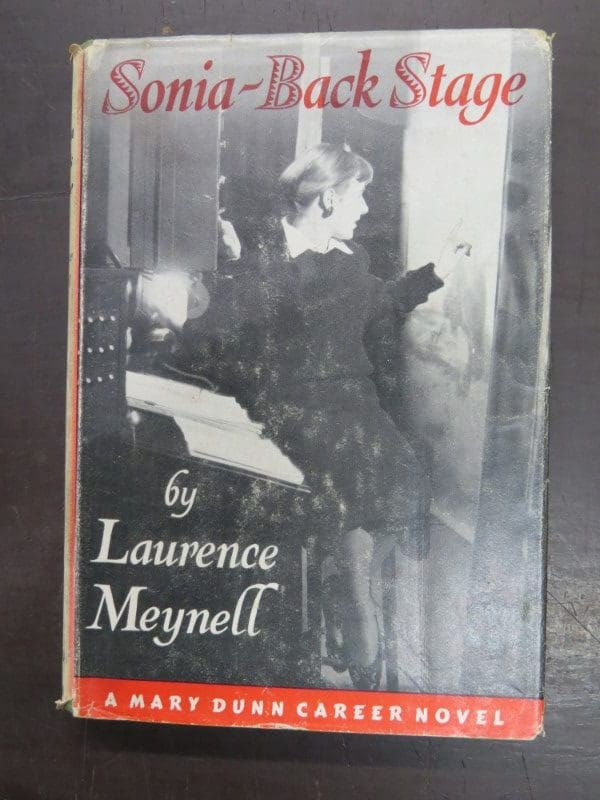 Sonia-Back Stage
by
Laurence
Meynell
A MARY DUNN CAREER NOVEL